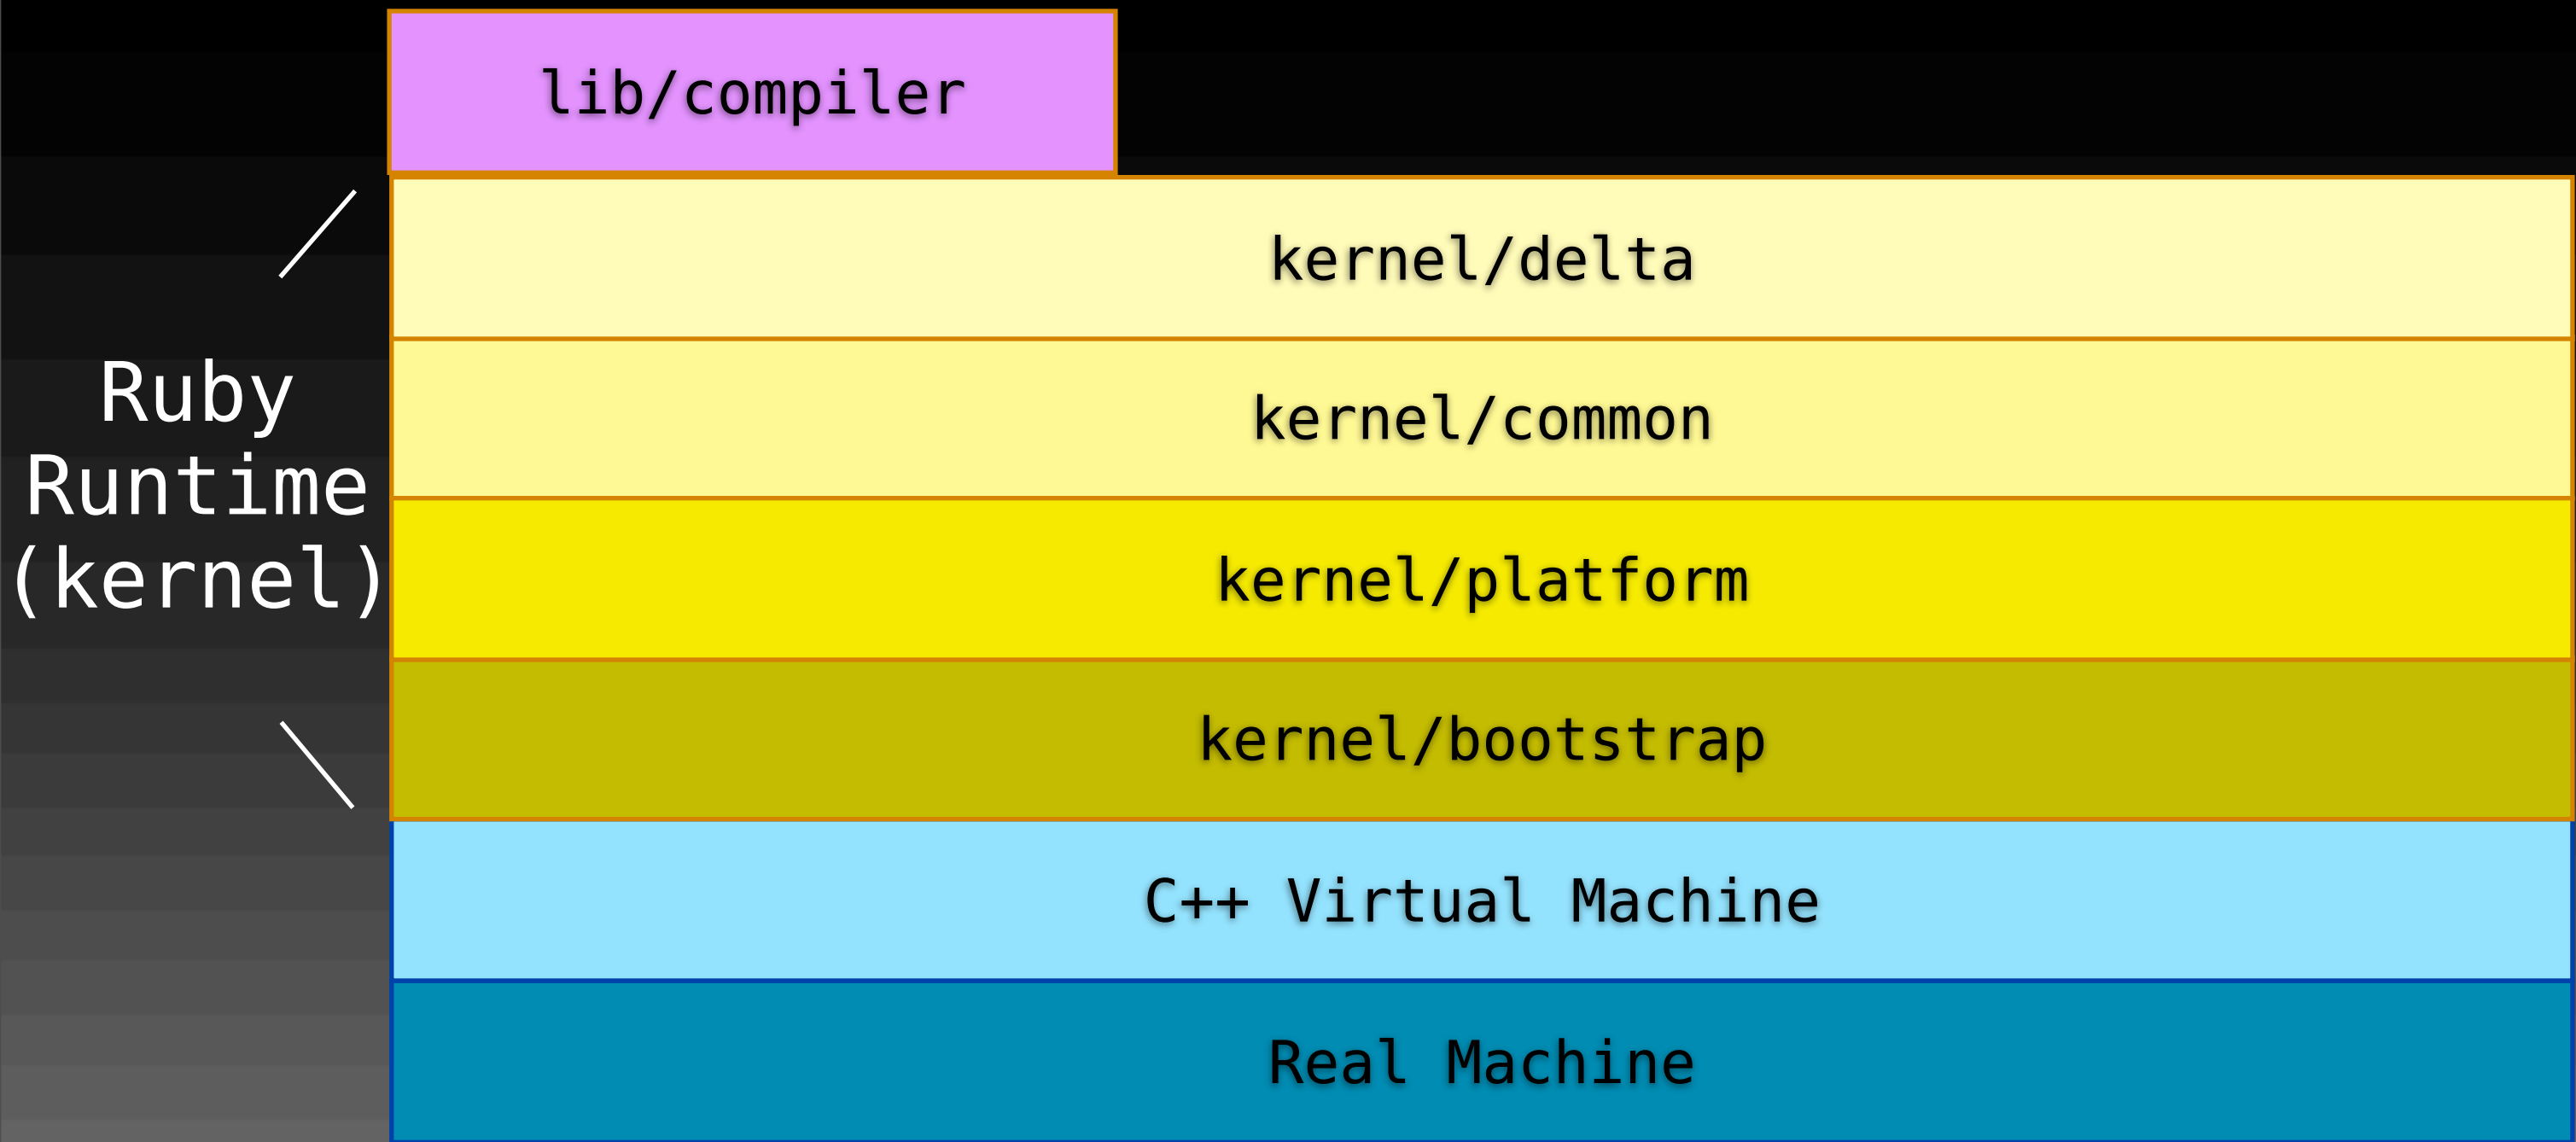 lib/compiler
kernel/delta
kernel/common
kernel/platform
kernel/bootstrap
C++ Virtual Machine
Real Machine
Ruby
Runtime
(kernel)